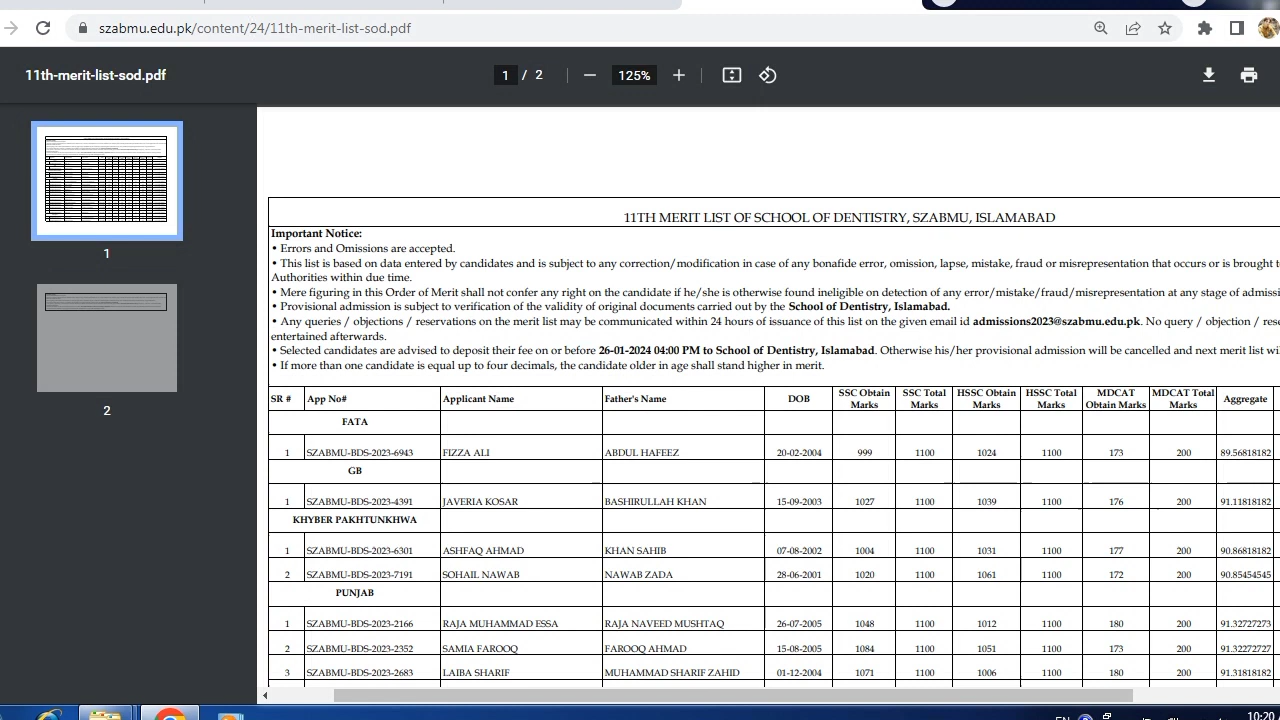 szabmu.edu.pk/content/24/11th-merit-list-sod.pdf
11th-merit-list-sod.pdf
1 / 2
125%
1
2
11TH MERIT LIST OF SCHOOL OF DENTISTRY, SZABMU, ISLAMABAD
Important Notice:
• Errors and Omissions are accepted.
• This list is based on data entered by candidates and is subject to any correction/modification in case of any bonafide error, omission, lapse, mistake, fraud or misrepresentation that occurs or is brought
Authorities within due time.
• Mere figuring in this Order of Merit shall not confer any right on the candidate if he/she is otherwise found ineligible on detection of any error/mistake/fraud/misrepresentation at any stage of
• Provisional admission is subject to verification of the validity of original documents carried out by the School of Dentistry, Islamabad.
• Any queries / objections / reservations on the merit list may be communicated within 24 hours of issuance of this list on the given email id admissions2023@szabmu.edu.pk. No query / objection /
entertained afterwards.
• Selected candidates are advised to deposit their fee on or before 26-01-2024 04:00 PM to School of Dentistry, Islamabad. Otherwise his/her provisional admission will be cancelled and next merit list
• If more than one candidate is equal up to four decimals, the candidate older in age shall stand higher in merit.
SR # App No# Applicant Name Father's Name DOB SSC Obtain Marks SSC Total Marks HSSC Obtain Marks HSSC Total Marks MDCAT Obtain Marks MDCAT Total Marks Aggregate
FATA
1 SZABMU-BDS-2023-6943 FIZZA ALI ABDUL HAFEEZ 20-02-2004 999 1100 1024 1100 173 200 89.56818182
GB
1 SZABMU-BDS-2023-4391 JAVERIA KOSAR BASHIRULLAH KHAN 15-09-2003 1027 1100 1039 1100 176 200 91.11818182
KHYBER PAKHTUNKHWA
1 SZABMU-BDS-2023-6301 ASHFAQ AHMAD KHAN SAHIB 07-08-2002 1004 1100 1031 1100 177 200 90.86818182
2 SZABMU-BDS-2023-7191 SOHAIL NAWAB NAWAB ZADA 28-06-2001 1020 1100 1061 1100 172 200 90.85454545
PUNJAB
1 SZABMU-BDS-2023-2166 RAJA MUHAMMAD ESSA RAJA NAVEED MUSHTAQ 26-07-2005 1048 1100 1012 1100 180 200 91.32727273
2 SZABMU-BDS-2023-2352 SAMIA FAROOQ FAROOQ AHMAD 15-08-2005 1084 1100 1051 1100 173 200 91.32272727
3 SZABMU-BDS-2023-2683 LAIBA SHARIF MUHAMMAD SHARIF ZAHID 01-12-2004 1071 1100 1006 1100 180 200 91.31818182
EN 10:20